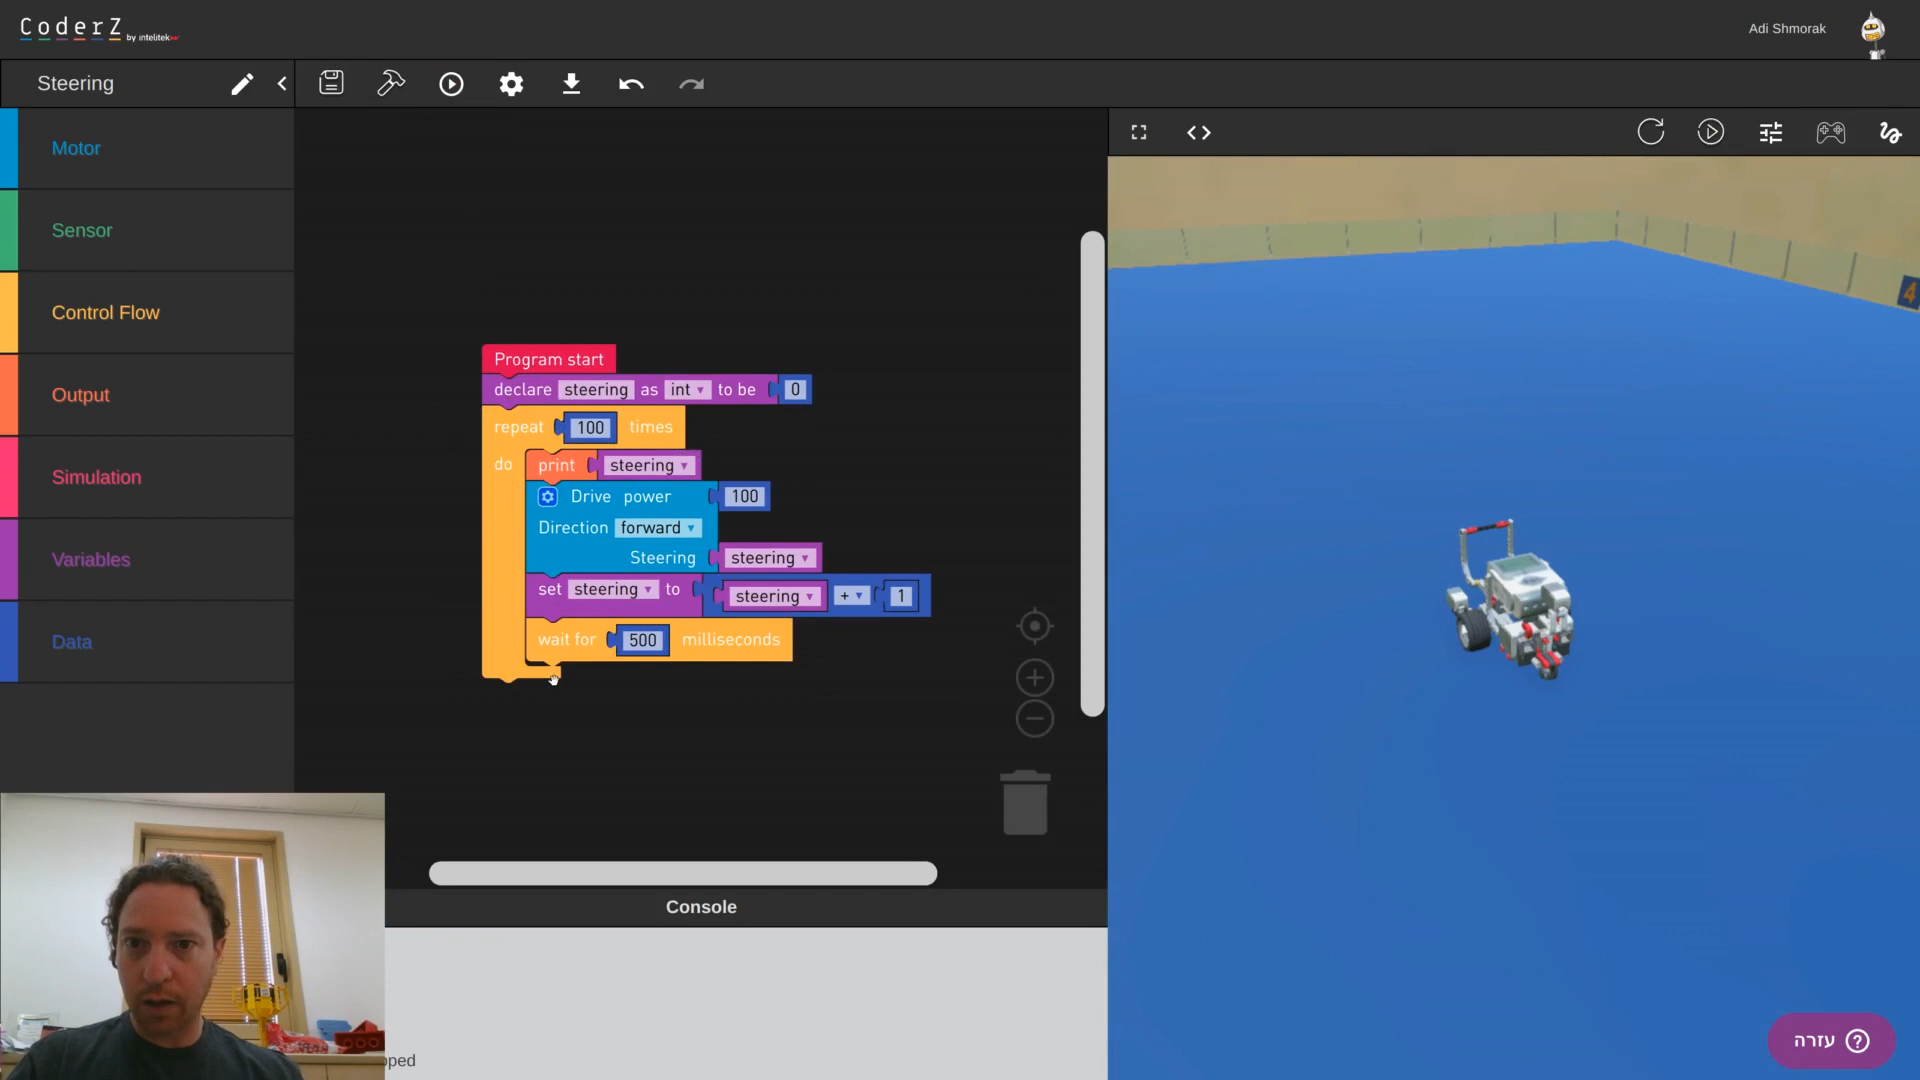 CoderZ
by intelitek
Adi Shmorak
Steering
Motor
Sensor
Control Flow
Output
Simulation
Variables
Data
Program start
declare steering as int to be 0
repeat 100 times
do
print steering
Drive power 100
Direction forward
Steering steering
set steering to steering + 1
wait for 500 milliseconds
Console
pped
4
עזרה ?